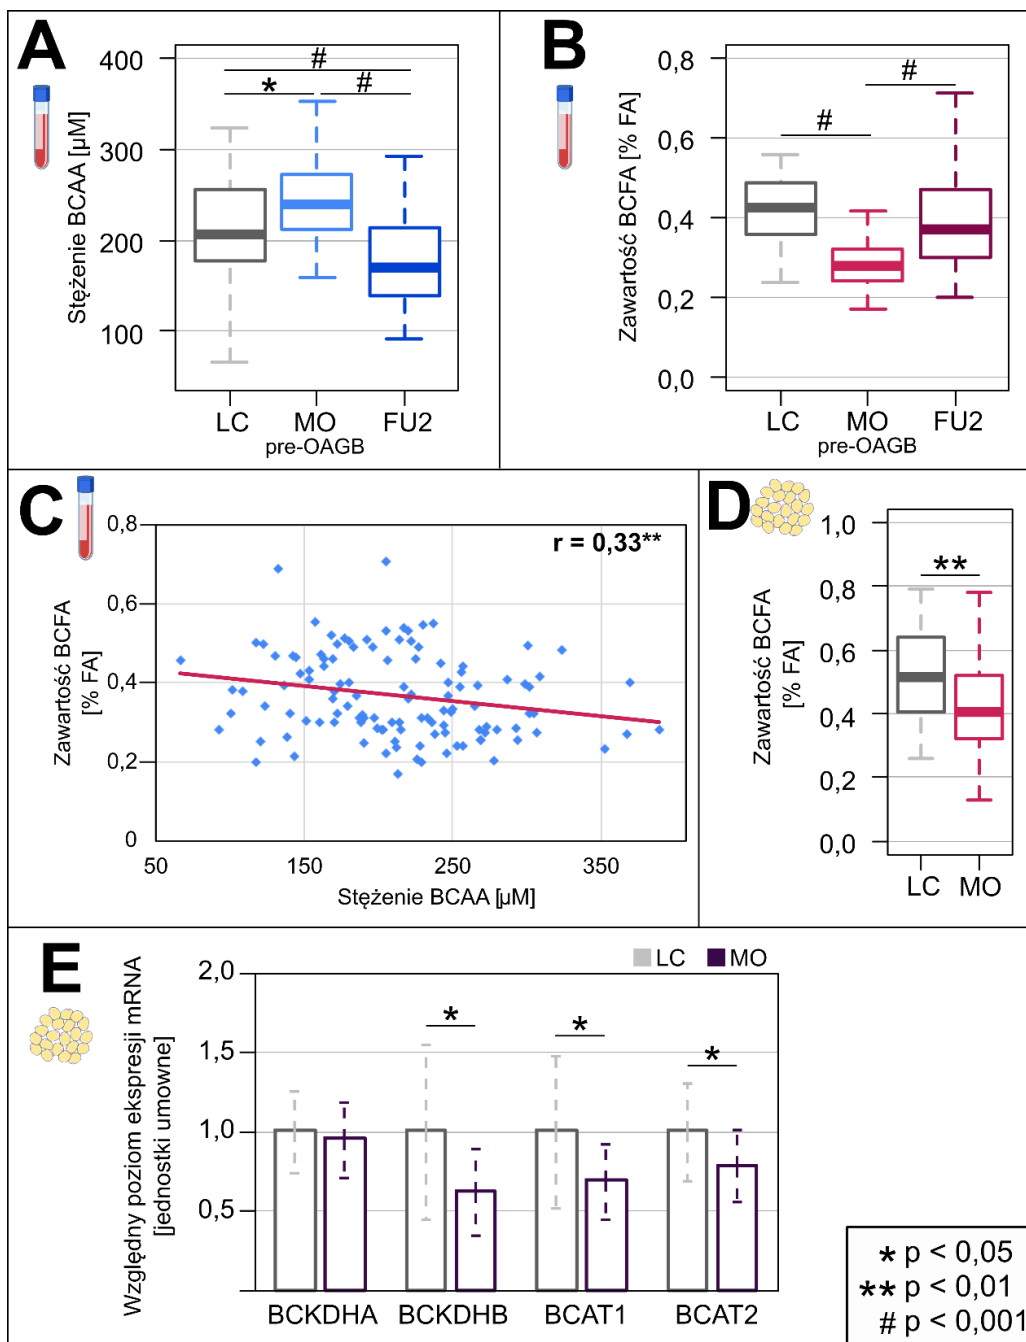 A
400
300
200
100
Stężenie BCAA [µM]
#
* #
LC MO FU2
pre-OAGB
B
0,8
0,6
0,4
0,2
0,0
Zawartość BCFA [% FA]
#
#
LC MO FU2
pre-OAGB
C
0,8
0,6
0,4
0,2
0
Zawartość BCFA
[% FA]
r = 0,33**
50 150 250 350
Stężenie BCAA [µM]
D
1,0
0,8
0,6
0,4
0,2
0,0
Zawartość BCFA
[% FA]
**
LC MO
E
Względny poziom ekspresji mRNA
[jednostki umowne]
LC MO
2,0
1,5
1,0
0,5
* * *
BCKDHA BCKDHB BCAT1 BCAT2
* p < 0,05
** p < 0,01
# p < 0,001